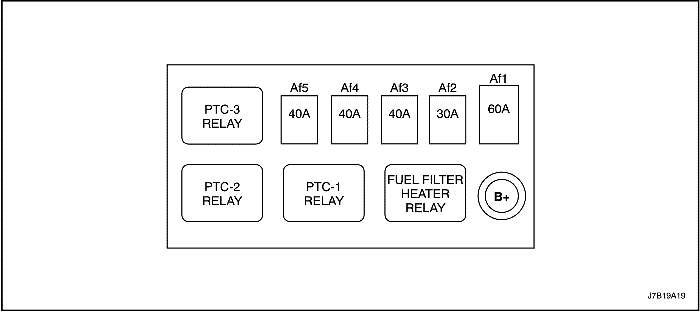 Af5 Af4 Af3 Af2 Af1
PTC-3
RELAY
40A 40A 40A 30A 60A
PTC-2
RELAY
PTC-1
RELAY
FUEL FILTER
HEATER
RELAY
B+
J7B19A19